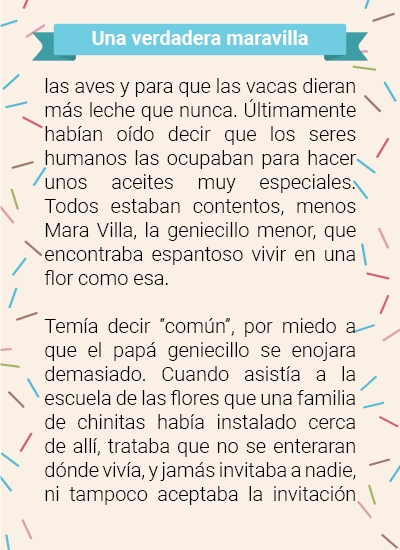 Una verdadera maravilla
las aves y para que las vacas dieran
más leche que nunca. Últimamente
habían oído decir que los seres
humanos las ocupaban para hacer
unos aceites muy especiales.
Todos estaban contentos, menos
Mara Villa, la geniecillo menor, que
encontraba espantoso vivir en una
flor como esa.
Temía decir “común”, por miedo a
que el papá geniecillo se enojara
demasiado. Cuando asistía a la
escuela de las flores que una familia
de chinitas había instalado cerca
de allí, trataba que no se enteraran
dónde vivía, y jamás invitaba a nadie,
ni tampoco aceptaba la invitación